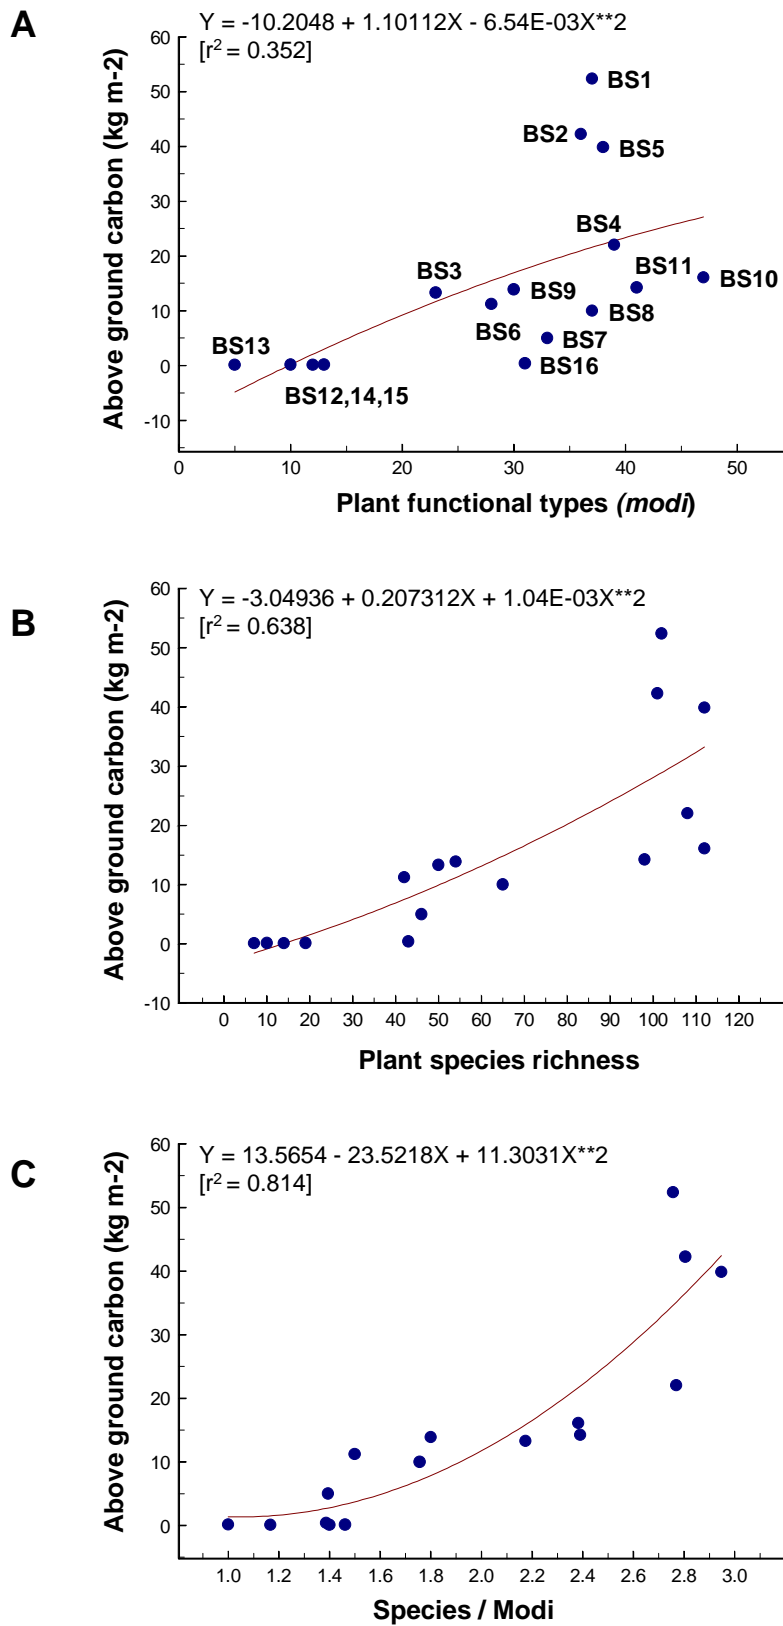 A
Y = -10.2048 + 1.10112X - 6.54E-03X**2
[r² = 0.352]
Above ground carbon (kg m-2)
60
50
40
30
20
10
0
-10
BS1
BS2
BS5
BS4
BS3
BS11
BS10
BS9
BS8
BS6
BS7
BS13
BS16
BS12,14,15
0 10 20 30 40 50
Plant functional types (modi)
B
Y = -3.04936 + 0.207312X + 1.04E-03X**2
[r² = 0.638]
Above ground carbon (kg m-2)
60
50
40
30
20
10
0
-10
0 10 20 30 40 50 60 70 80 90 100 110 120
Plant species richness
C
Y = 13.5654 - 23.5218X + 11.3031X**2
[r² = 0.814]
Above ground carbon (kg m-2)
60
50
40
30
20
10
0
1.0 1.2 1.4 1.6 1.8 2.0 2.2 2.4 2.6 2.8 3.0
Species / Modi